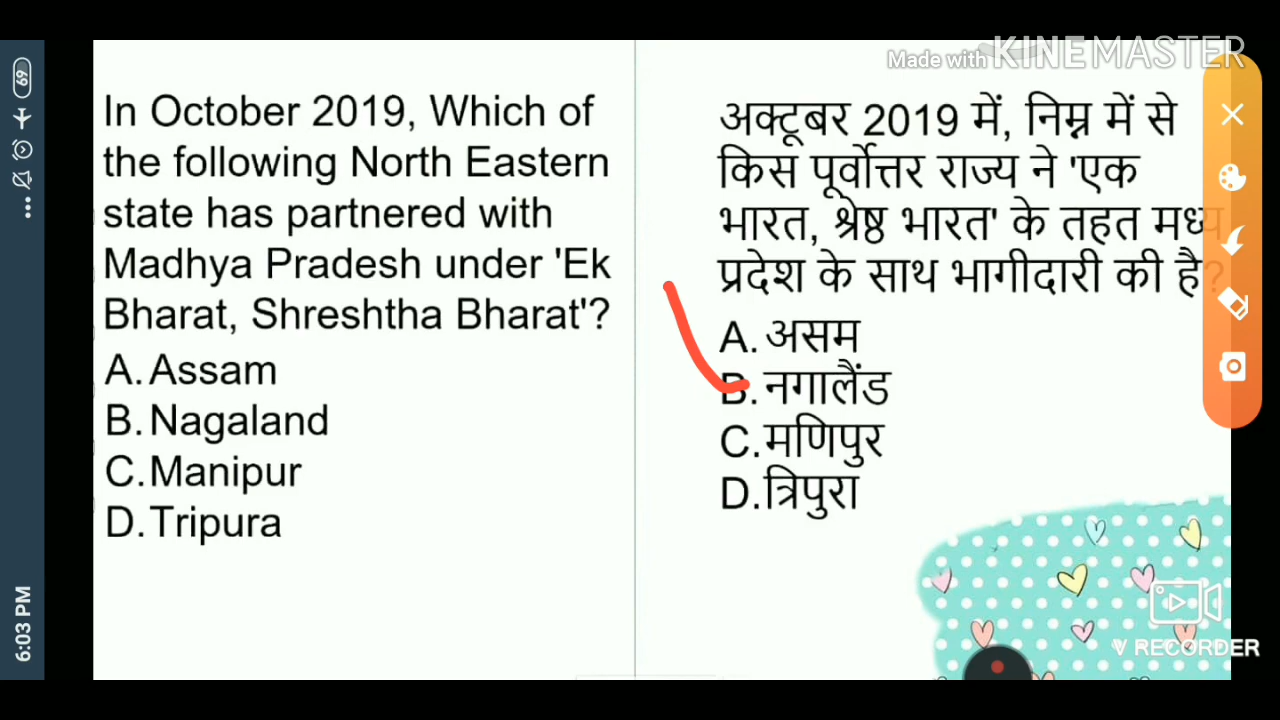 Made with KINEMASTER
In October 2019, Which of
the following North Eastern
state has partnered with
Madhya Pradesh under 'Ek
Bharat, Shreshtha Bharat'?
A. Assam
B. Nagaland
C. Manipur
D. Tripura
अक्टूबर 2019 में, निम्न में से
किस पूर्वोत्तर राज्य ने 'एक
भारत, श्रेष्ठ भारत' के तहत मध्य
प्रदेश के साथ भागीदारी की है?
A. असम
B. नगालैंड
C. मणिपुर
D. त्रिपुरा
V RECORDER
69
6:03 PM